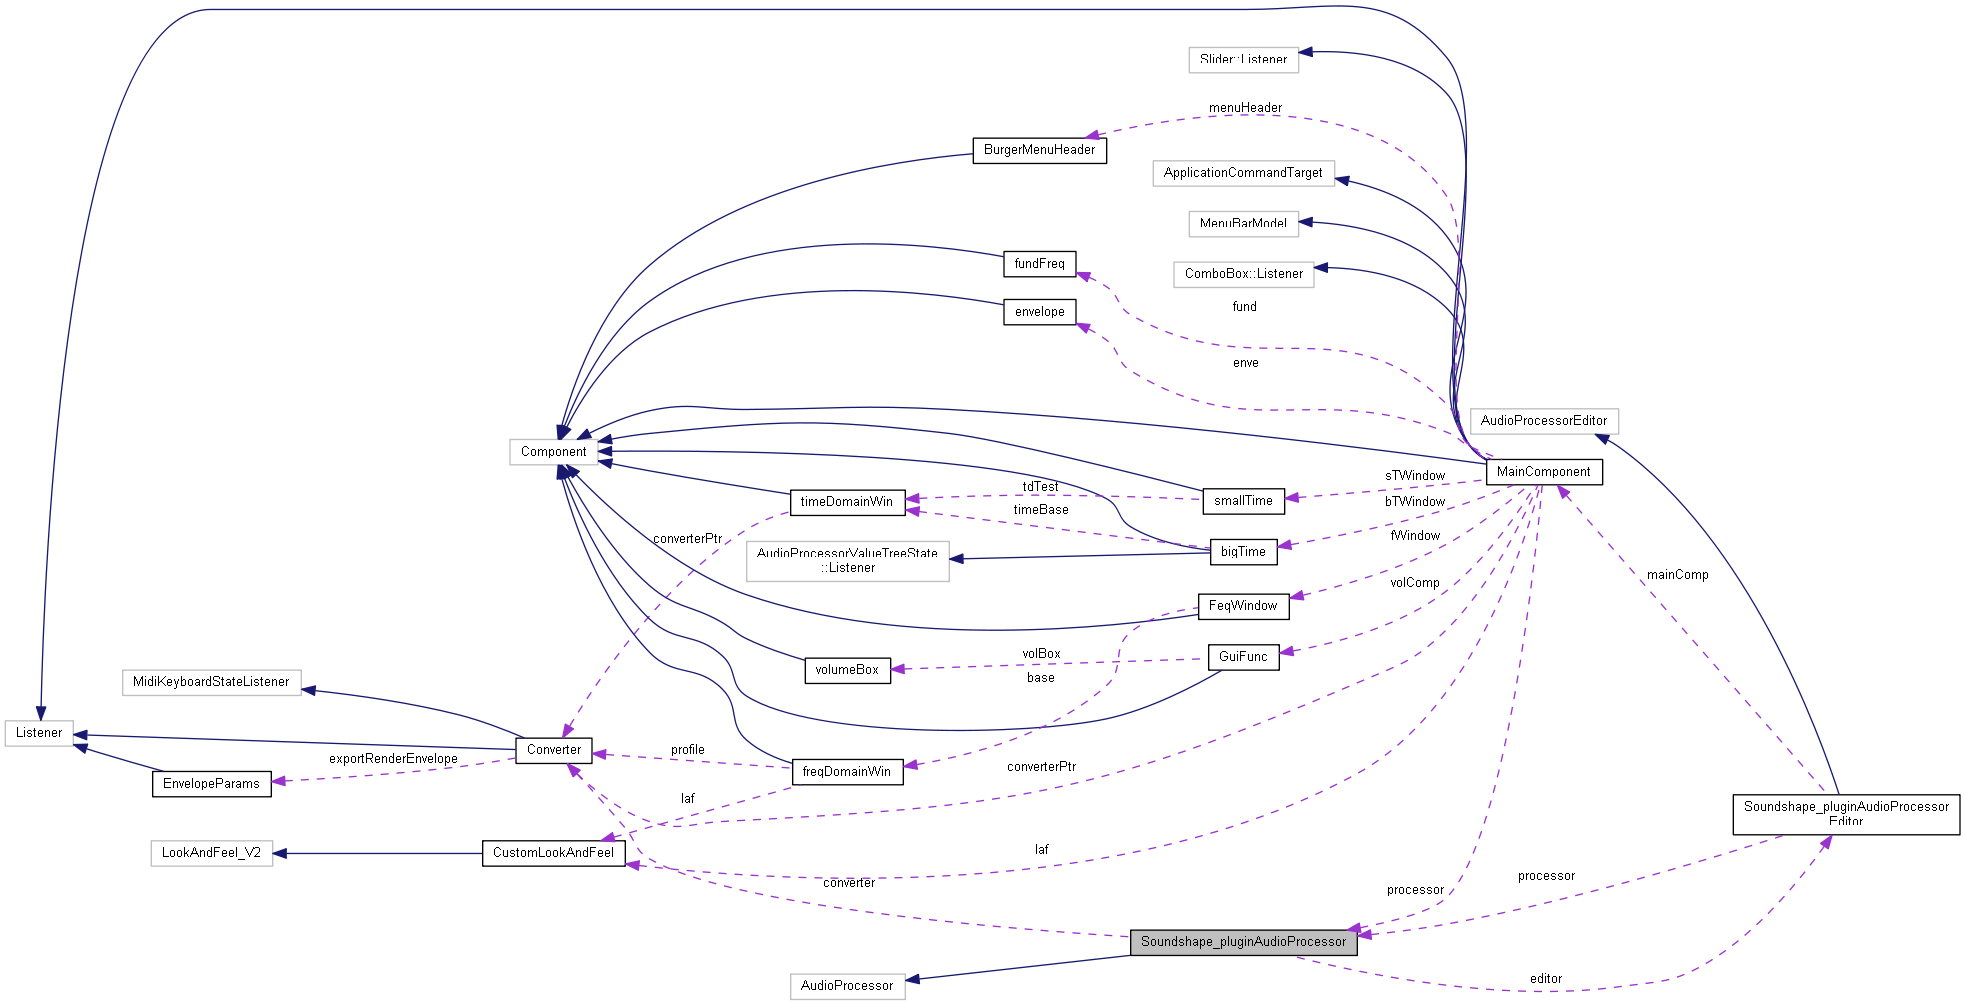 Slider::Listener
menuHeader
BurgerMenuHeader
ApplicationCommandTarget
MenuBarModel
fundFreq
ComboBox::Listener
fund
envelope
enve
AudioProcessorEditor
Component
MainComponent
sTWindow
tdTest
timeDomainWin
smallTime
bTWindow
timeBase
converterPtr
fWindow
AudioProcessorValueTreeState
::Listener
bigTime
mainComp
volComp
FeqWindow
volBox
GuiFunc
volumeBox
base
MidiKeyboardStateListener
Listener
Converter
profile
exportRenderEnvelope
converterPtr
freqDomainWin
EnvelopeParams
laf
Soundshape_pluginAudioProcessor
Editor
LookAndFeel_V2
CustomLookAndFeel
laf
converter
processor
processor
Soundshape_pluginAudioProcessor
editor
AudioProcessor